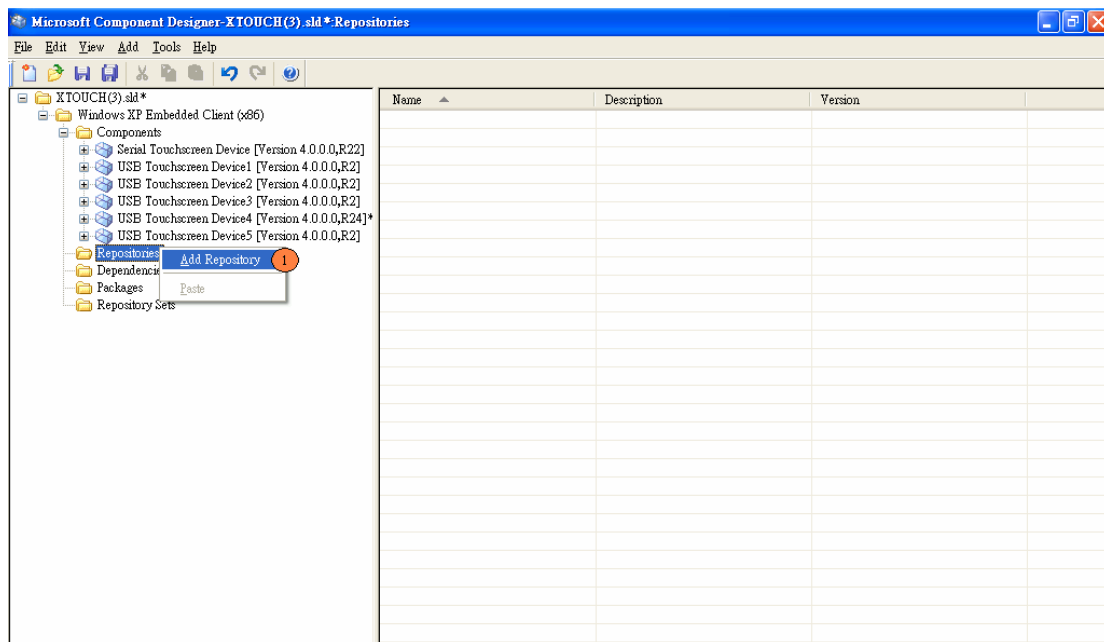 Microsoft Component Designer-XTOUCH(3).sld*:Repositories
File Edit View Add Tools Help
XTOUCH(3).sld*
Name Description Version
Windows XP Embedded Client (x86)
Components
Serial Touchscreen Device [Version 4.0.0.0,R22]
USB Touchscreen Device1 [Version 4.0.0.0,R2]
USB Touchscreen Device2 [Version 4.0.0.0,R2]
USB Touchscreen Device3 [Version 4.0.0.0,R2]
USB Touchscreen Device4 [Version 4.0.0.0,R24]*
USB Touchscreen Device5 [Version 4.0.0.0,R2]
Repositories
Add Repository 1
Dependencie
Packages
Paste
Repository Sets